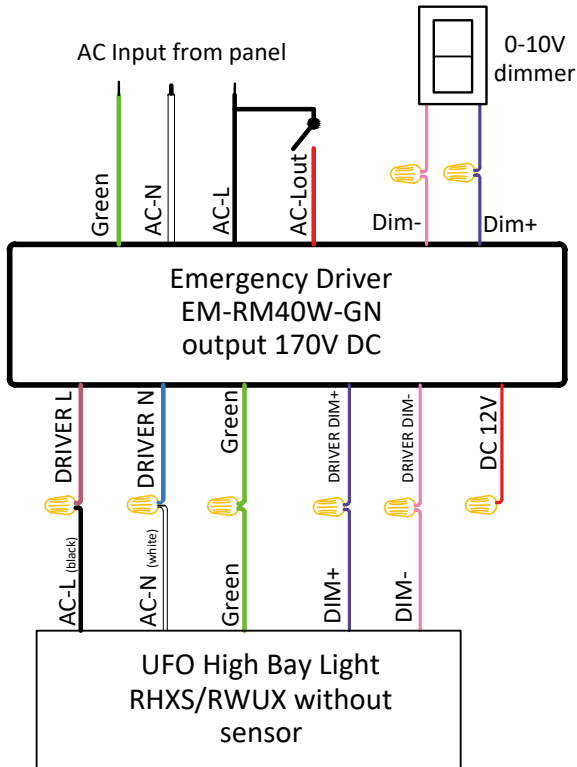 AC Input from panel
0-10V
dimmer
Green
AC-N
AC-L
AC-Lout
Dim-
Dim+
Emergency Driver
EM-RM40W-GN
output 170V DC
DRIVER L
DRIVER N
Green
DRIVER DIM+
DRIVER DIM-
DC 12V
AC-L (black)
AC-N (white)
Green
DIM+
DIM-
UFO High Bay Light
RHXS/RWUX without
sensor